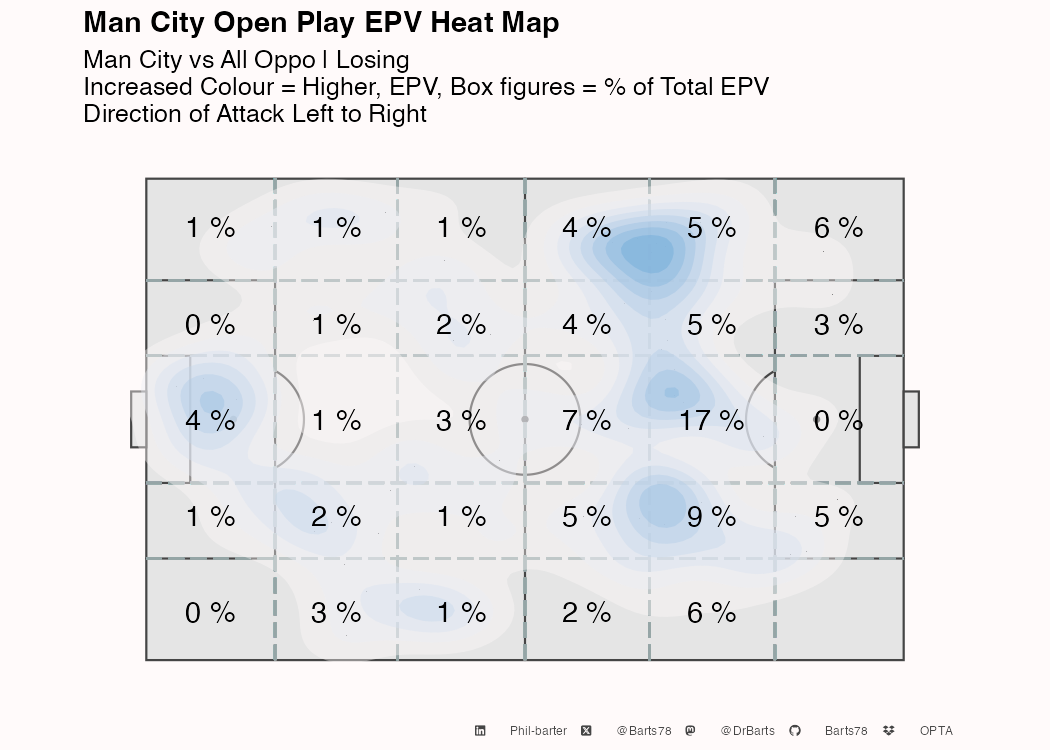 Man City Open Play EPV Heat Map
Man City vs All Oppo | Losing
Increased Colour = Higher, EPV, Box figures = % of Total EPV
Direction of Attack Left to Right
1 % 1 % 1 % 4 % 5 % 6 %
0 % 1 % 2 % 4 % 5 % 3 %
4 % 1 % 3 % 7 % 17 % 0 %
1 % 2 % 1 % 5 % 9 % 5 %
0 % 3 % 1 % 2 % 6 %
Phil-barter @Barts78 @DrBarts Barts78 OPTA